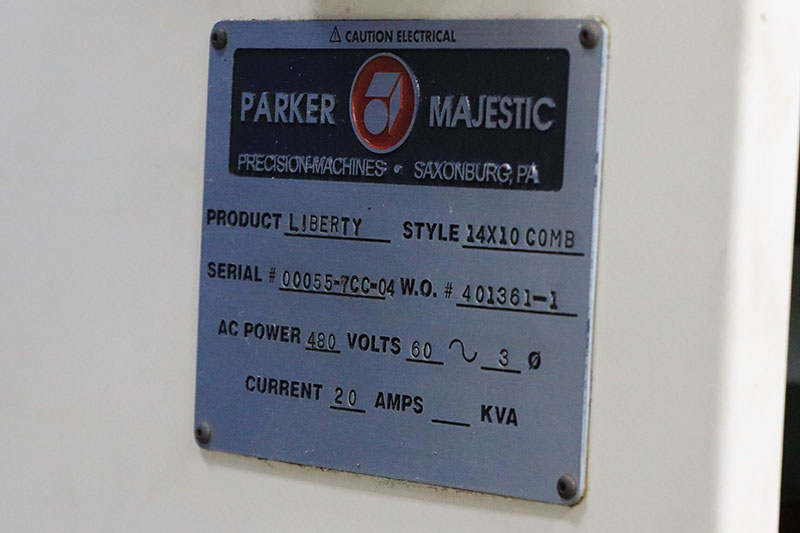 ⚠ CAUTION ELECTRICAL
PARKER MAJESTIC
PRECISION MACHINES • SAXONBURG, PA
PRODUCT LIBERTY STYLE 14X10 COMB
SERIAL # 00055-7CC-04 W.O. # 401361-1
AC POWER 480 VOLTS 60 ∿ 3 Ø
CURRENT 20 AMPS ___ KVA